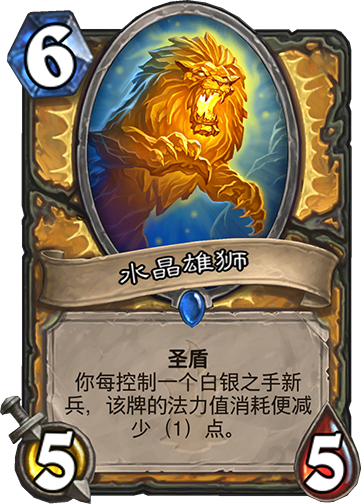 6
水晶雄狮
圣盾
你每控制一个白银之手新
兵，该牌的法力值消耗便减
少（1）点。
5
5